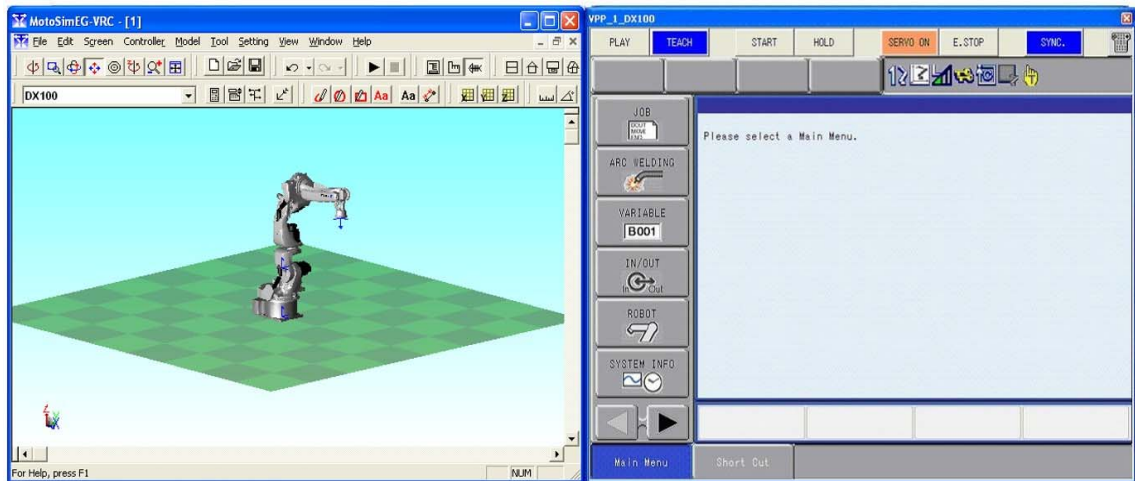 MotoSimEG-VRC - [1]
File Edit Screen Controller Model Tool Setting View Window Help
DX100
Aa Aa
For Help, press F1
NUM
VPP_1_DX100
PLAY TEACH START HOLD SERVO ON E.STOP SYNC.
JOB
Please select a Main Menu.
ARC WELDING
VARIABLE
B001
IN/OUT
In Out
ROBOT
SYSTEM INFO
Main Menu Short Cut